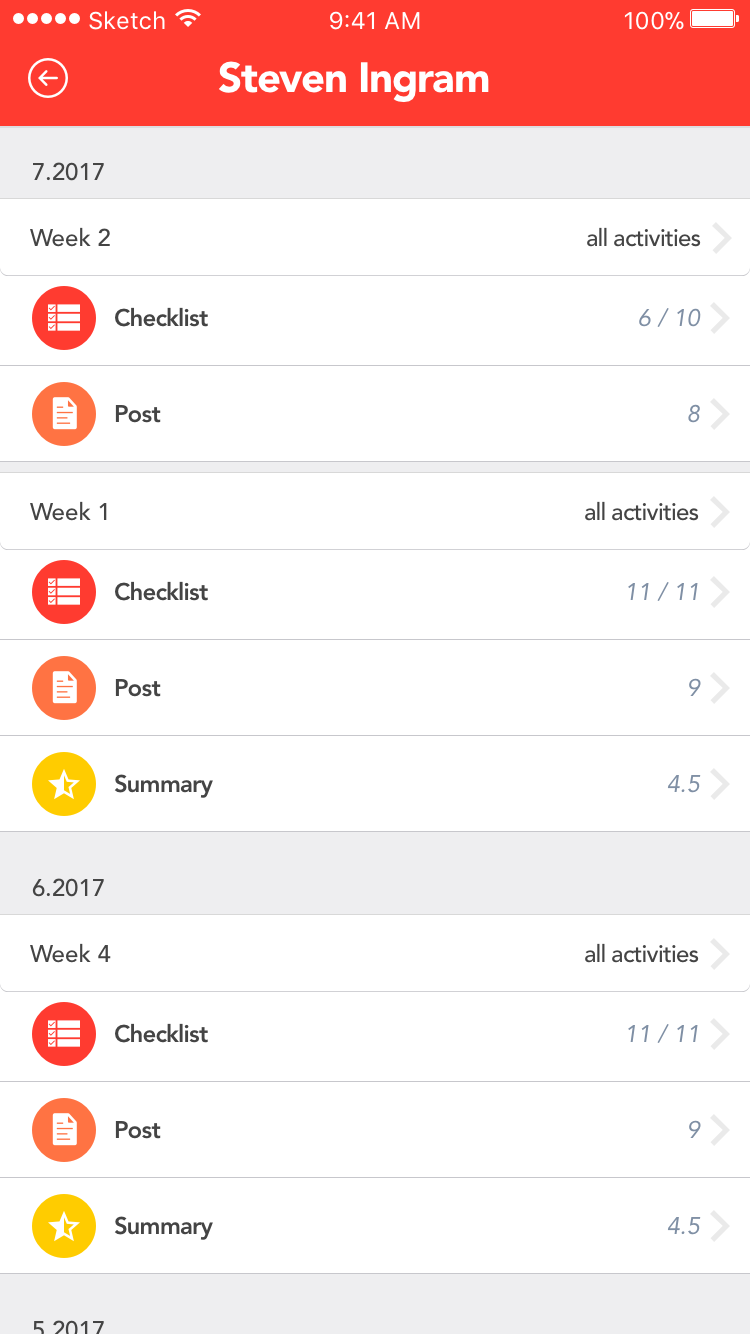 Sketch 9:41 AM 100%
Steven Ingram
7.2017
Week 2 all activities
Checklist 6 / 10
Post 8
Week 1 all activities
Checklist 11 / 11
Post 9
Summary 4.5
6.2017
Week 4 all activities
Checklist 11 / 11
Post 9
Summary 4.5
5.2017